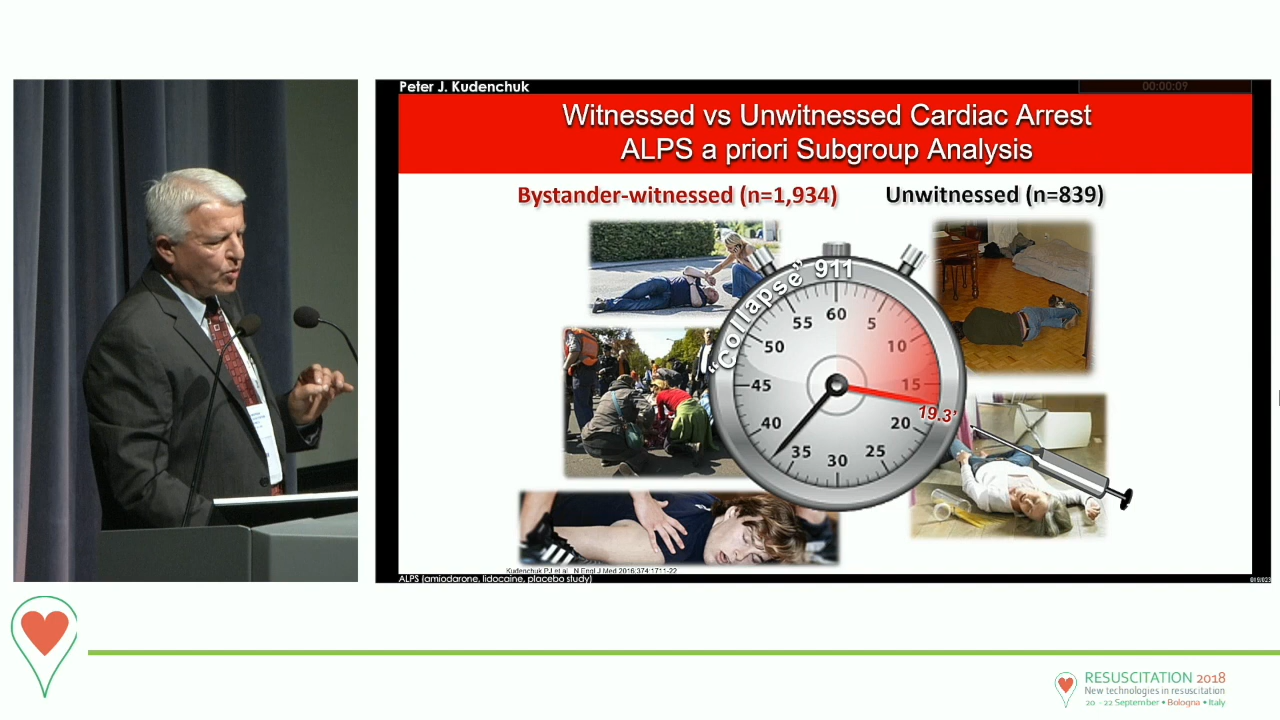 Peter J. Kudenchuk
00:00:09
Witnessed vs Unwitnessed Cardiac Arrest
ALPS a priori Subgroup Analysis
Bystander-witnessed (n=1,934)
Unwitnessed (n=839)
"Collapse" 911
60
5
10
15
19.3'
20
25
30
35
40
45
50
55
Kudenchuk PJ et al. N Engl J Med 2016;374:1711-22
ALPS (amiodarone, lidocaine, placebo study)
RESUSCITATION 2018
New technologies in resuscitation
20 - 22 September • Bologna • Italy